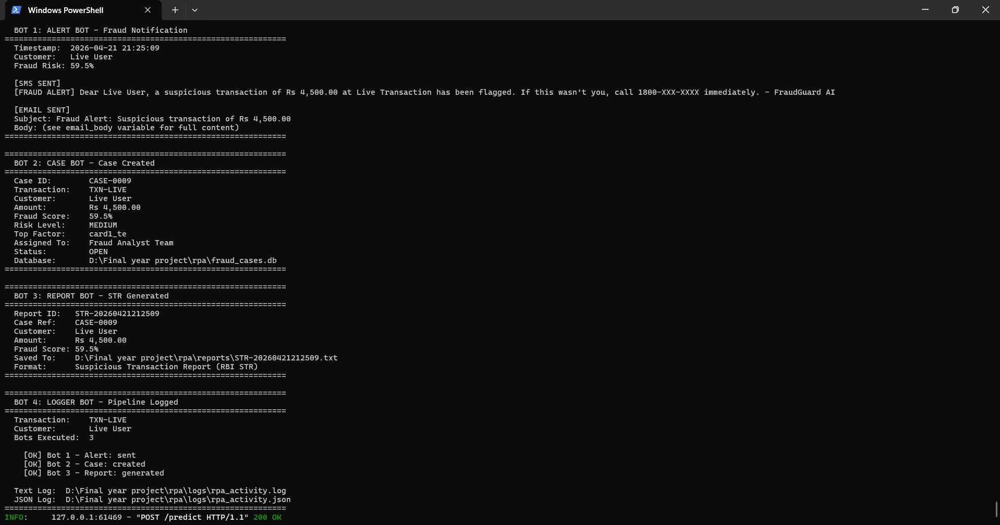 Windows PowerShell
BOT 1: ALERT BOT - Fraud Notification
============================================================
Timestamp:  2026-04-21 21:25:09
Customer:   Live User
Fraud Risk: 59.5%
[SMS SENT]
[FRAUD ALERT] Dear Live User, a suspicious transaction of Rs 4,500.00 at Live Transaction has been flagged. If this wasn't you, call 1800-XXX-XXXX immediately. - FraudGuard AI
[EMAIL SENT]
Subject: Fraud Alert: Suspicious transaction of Rs 4,500.00
Body: (see email_body variable for full content)
============================================================
============================================================
BOT 2: CASE BOT - Case Created
============================================================
Case ID:        CASE-0009
Transaction:    TXN-LIVE
Customer:       Live User
Amount:         Rs 4,500.00
Fraud Score:    59.5%
Risk Level:     MEDIUM
Top Factor:     card1_te
Assigned To:    Fraud Analyst Team
Status:         OPEN
Database:       D:\Final year project\rpa\fraud_cases.db
============================================================
============================================================
BOT 3: REPORT BOT - STR Generated
============================================================
Report ID:   STR-20260421212509
Case Ref:    CASE-0009
Customer:    Live User
Amount:      Rs 4,500.00
Fraud Score: 59.5%
Saved To:    D:\Final year project\rpa\reports\STR-20260421212509.txt
Format:      Suspicious Transaction Report (RBI STR)
============================================================
============================================================
BOT 4: LOGGER BOT - Pipeline Logged
============================================================
Transaction:    TXN-LIVE
Customer:       Live User
Bots Executed:  3
[OK] Bot 1 - Alert: sent
[OK] Bot 2 - Case: created
[OK] Bot 3 - Report: generated
Text Log:  D:\Final year project\rpa\logs\rpa_activity.log
JSON Log:  D:\Final year project\rpa\logs\rpa_activity.json
============================================================
INFO:     127.0.0.1:61469 - "POST /predict HTTP/1.1" 200 OK